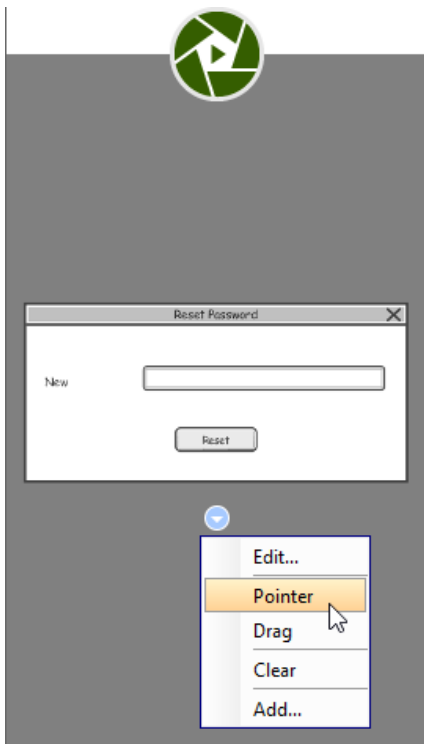 Reset Password
New
Reset
Edit...
Pointer
Drag
Clear
Add...